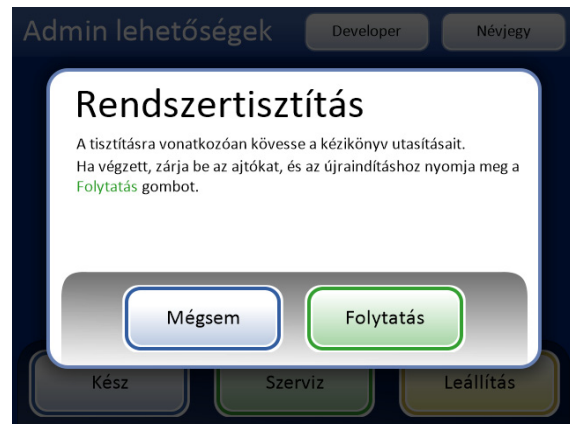 Admin lehetőségek
Developer
Névjegy
Rendszertisztítás
A tisztításra vonatkozóan kövesse a kézikönyv utasításait.
Ha végzett, zárja be az ajtókat, és az újraindításhoz nyomja meg a
Folytatás gombot.
Mégsem
Folytatás
Kész
Szerviz
Leállítás